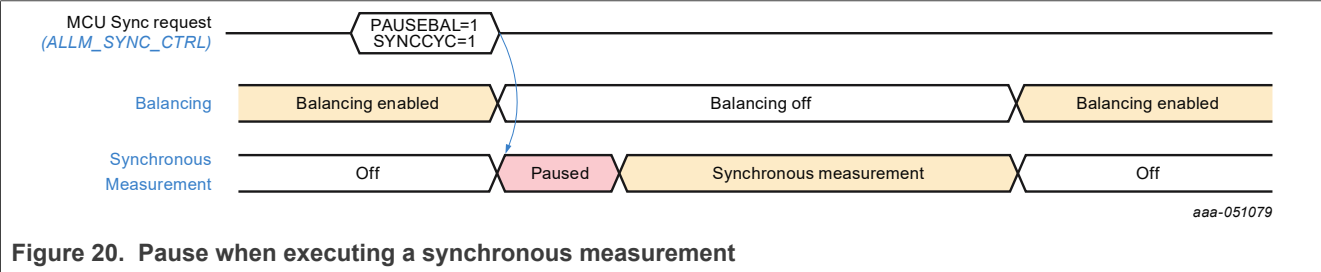 MCU Sync request
(ALLM_SYNC_CTRL)
PAUSEBAL=1
SYNCCYC=1
Balancing
Balancing enabled
Balancing off
Balancing enabled
Synchronous
Measurement
Off
Paused
Synchronous measurement
Off
aaa-051079
Figure 20. Pause when executing a synchronous measurement